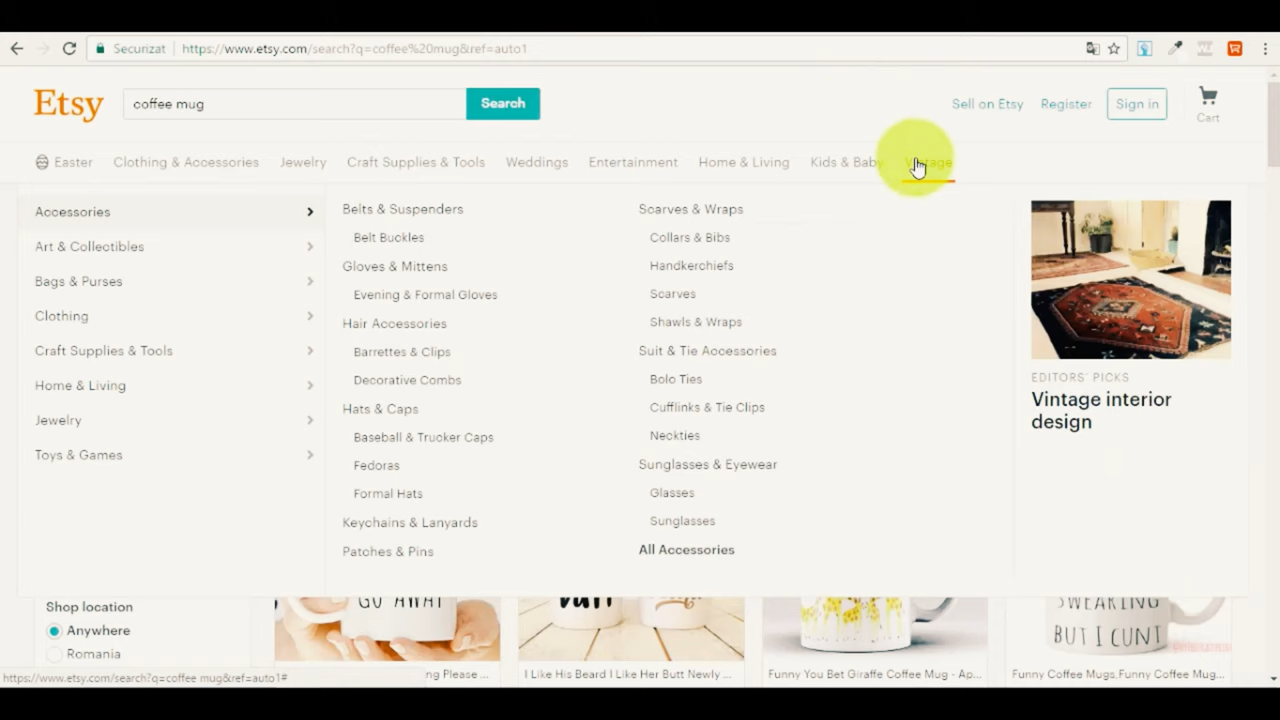 Securizat https://www.etsy.com/search?q=coffee%20mug&ref=auto1
Etsy coffee mug Search Sell on Etsy Register Sign in
Cart
Easter Clothing & Accessories Jewelry Craft Supplies & Tools Weddings Entertainment Home & Living Kids & Baby Vintage
Accessories
Art & Collectibles
Bags & Purses
Clothing
Craft Supplies & Tools
Home & Living
Jewelry
Toys & Games
Belts & Suspenders
Belt Buckles
Gloves & Mittens
Evening & Formal Gloves
Hair Accessories
Barrettes & Clips
Decorative Combs
Hats & Caps
Baseball & Trucker Caps
Fedoras
Formal Hats
Keychains & Lanyards
Patches & Pins
Scarves & Wraps
Collars & Bibs
Handkerchiefs
Scarves
Shawls & Wraps
Suit & Tie Accessories
Bolo Ties
Cufflinks & Tie Clips
Neckties
Sunglasses & Eyewear
Glasses
Sunglasses
All Accessories
EDITORS' PICKS
Vintage interior
design
Shop location
Anywhere
Romania
GO AWAY
SWEARING
BUT I CUNT
ng Please ...
I Like His Beard I Like Her Butt Newly ...
Funny You Bet Giraffe Coffee Mug - Ap...
Funny Coffee Mugs,Funny Coffee Mug...
https://www.etsy.com/search?q=coffee mug&ref=auto1#